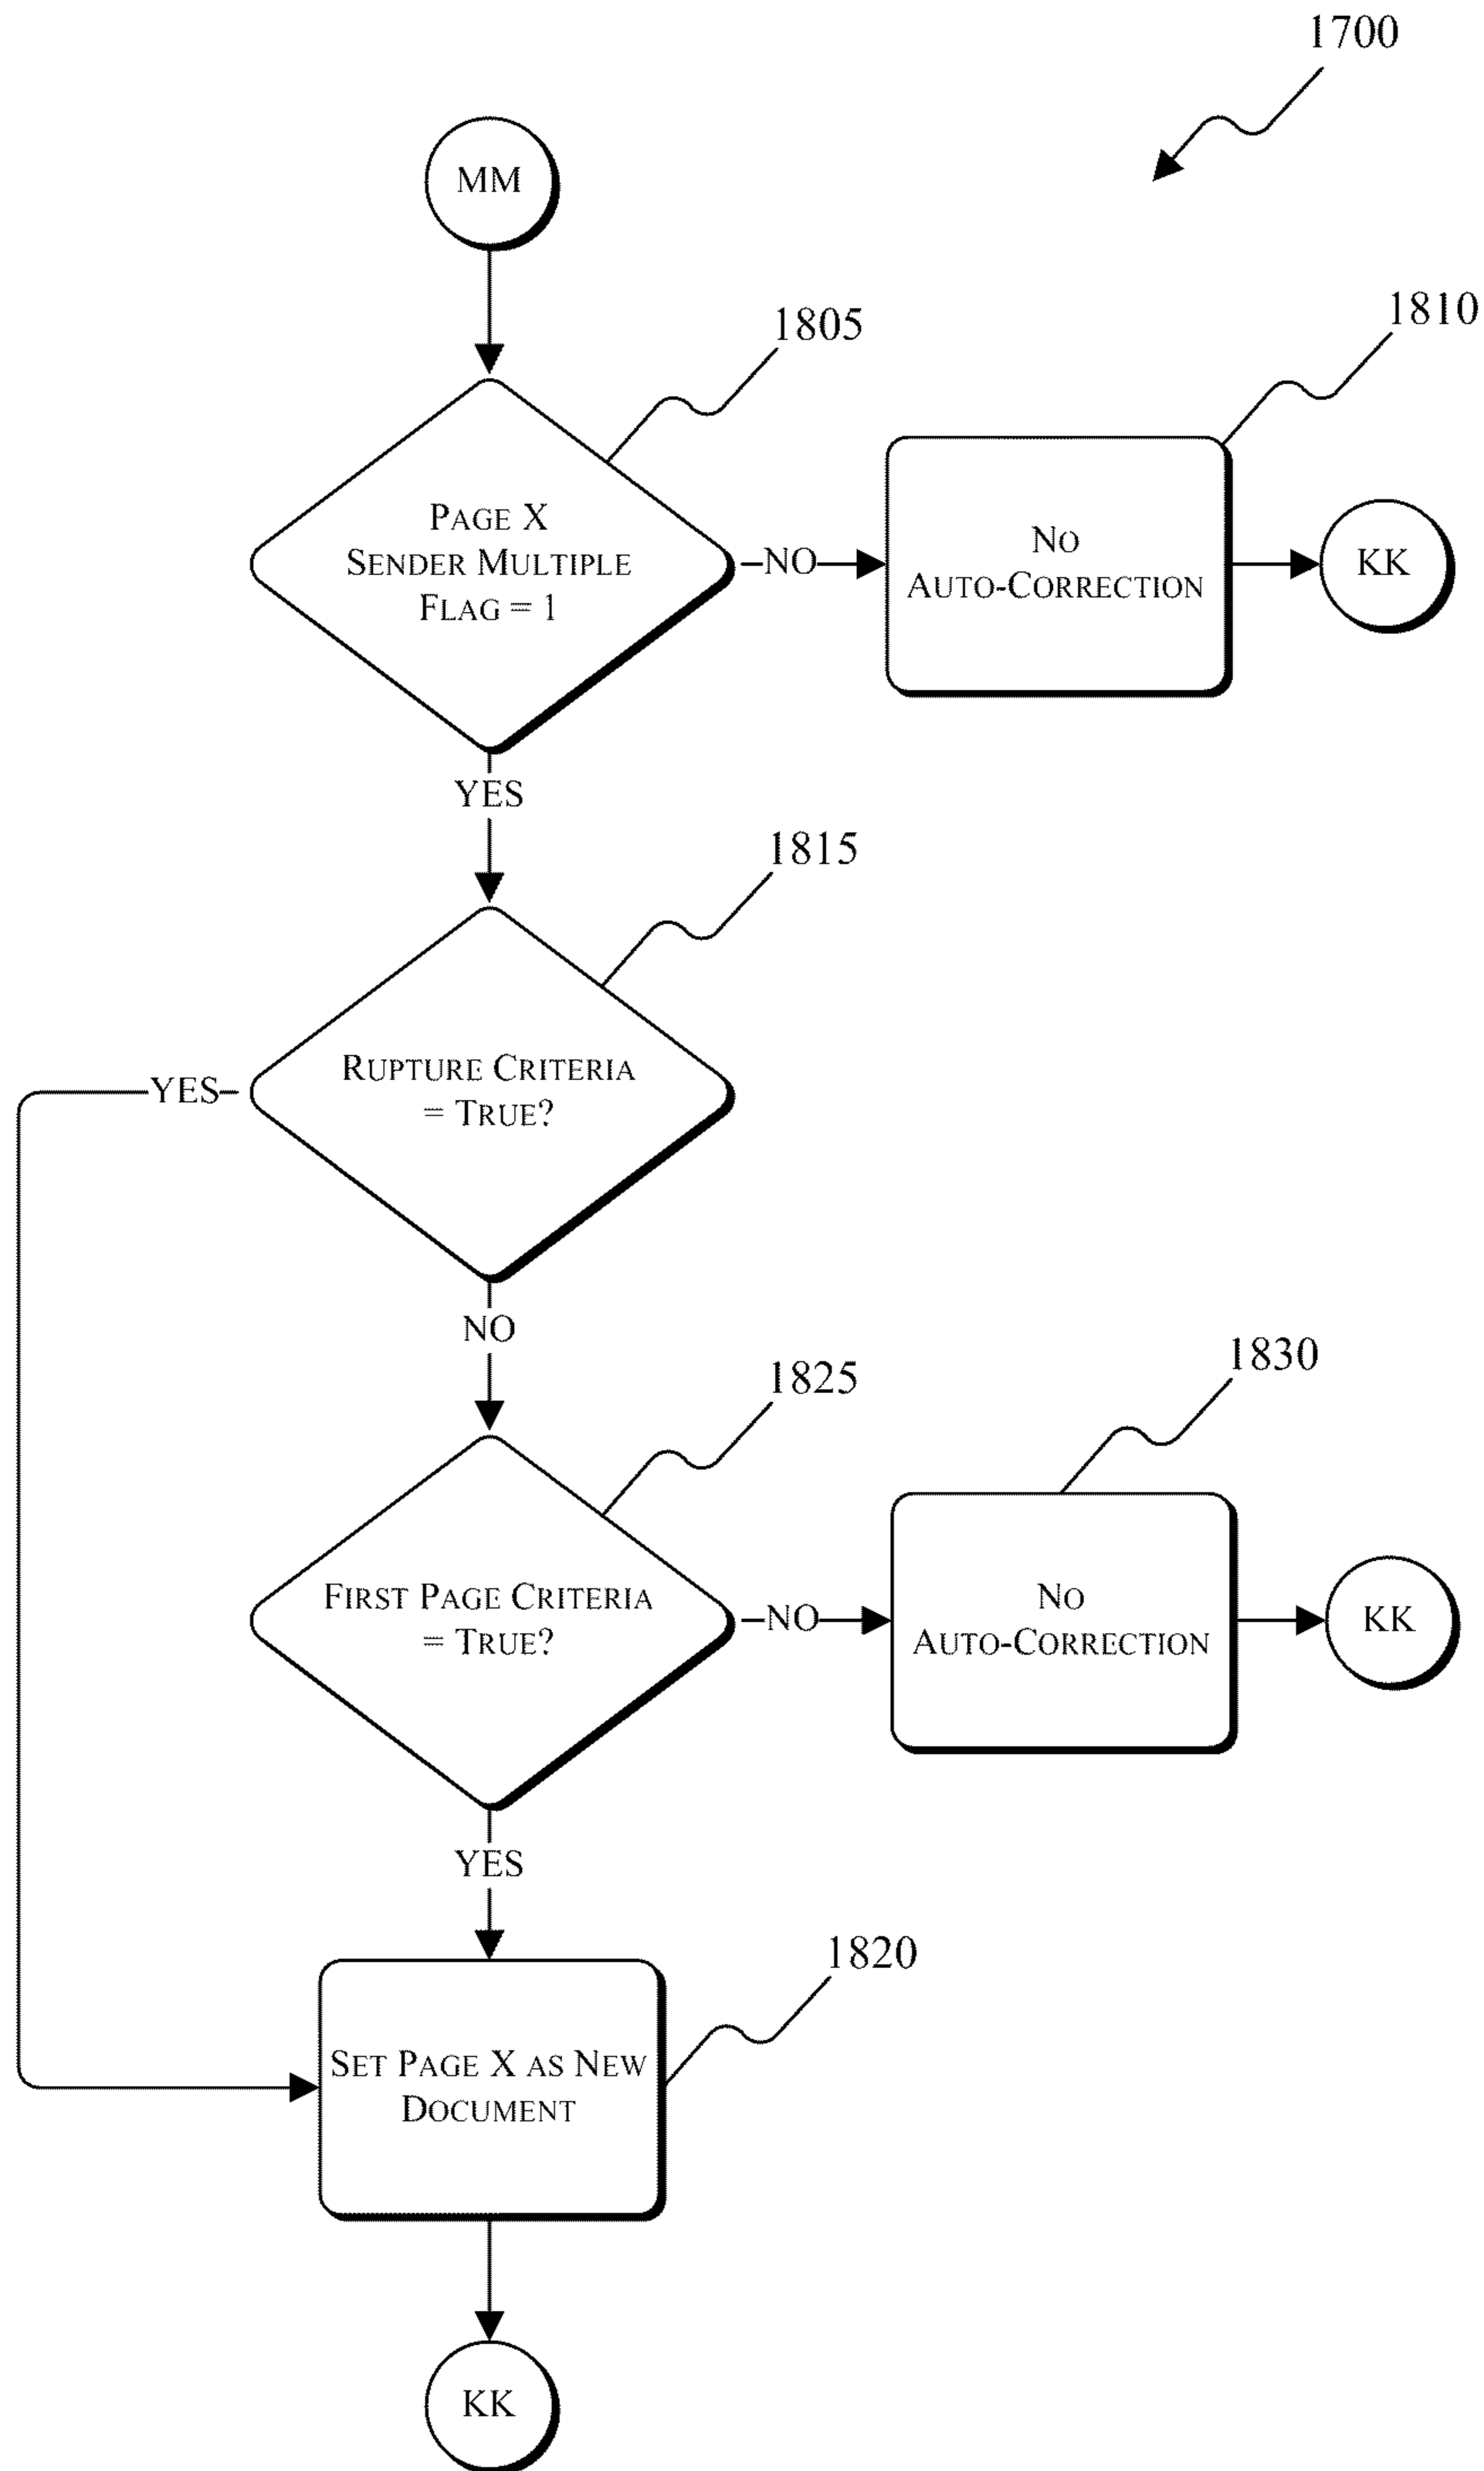 1700
MM
1805
1810
PAGE X
SENDER MULTIPLE
FLAG = 1
NO
NO
AUTO-CORRECTION
KK
YES
1815
RUPTURE CRITERIA
= TRUE?
YES
NO
1825
1830
FIRST PAGE CRITERIA
= TRUE?
NO
NO
AUTO-CORRECTION
KK
YES
1820
SET PAGE X AS NEW
DOCUMENT
KK